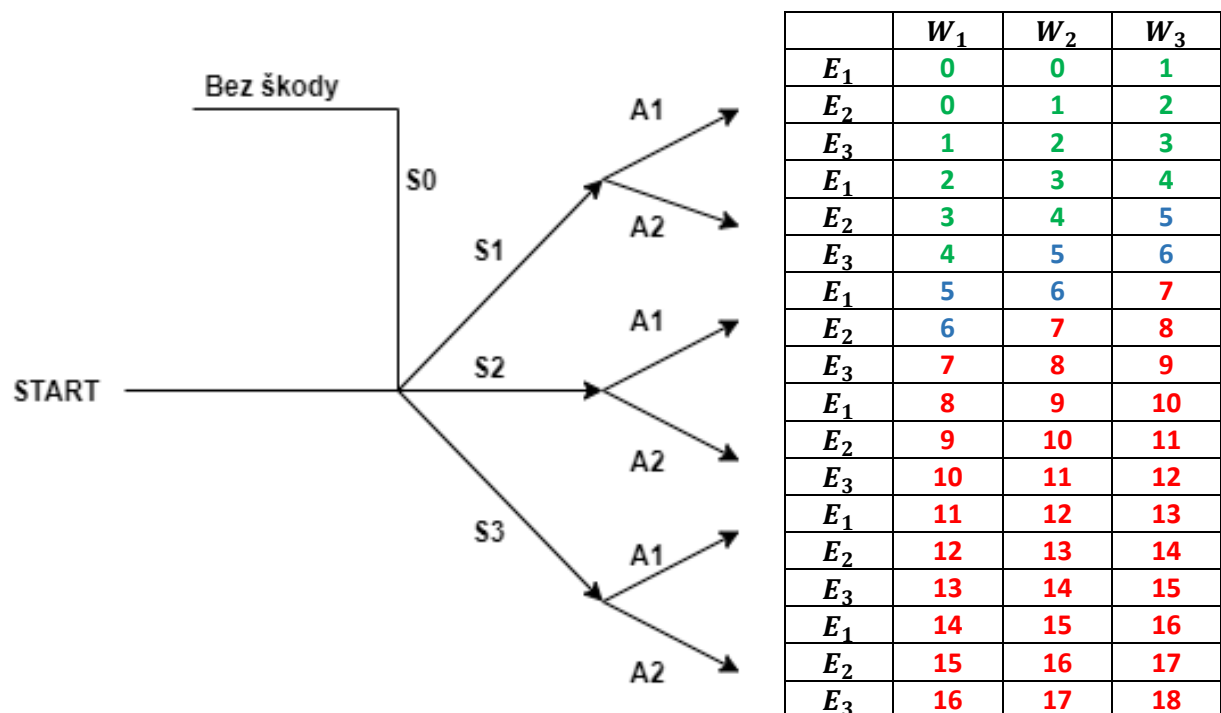 Bez škody
S0
A1
A2
S1
A1
START
S2
A2
S3
A1
A2
W1 W2 W3
E1 0 0 1
E2 0 1 2
E3 1 2 3
E1 2 3 4
E2 3 4 5
E3 4 5 6
E1 5 6 7
E2 6 7 8
E3 7 8 9
E1 8 9 10
E2 9 10 11
E3 10 11 12
E1 11 12 13
E2 12 13 14
E3 13 14 15
E1 14 15 16
E2 15 16 17
E3 16 17 18